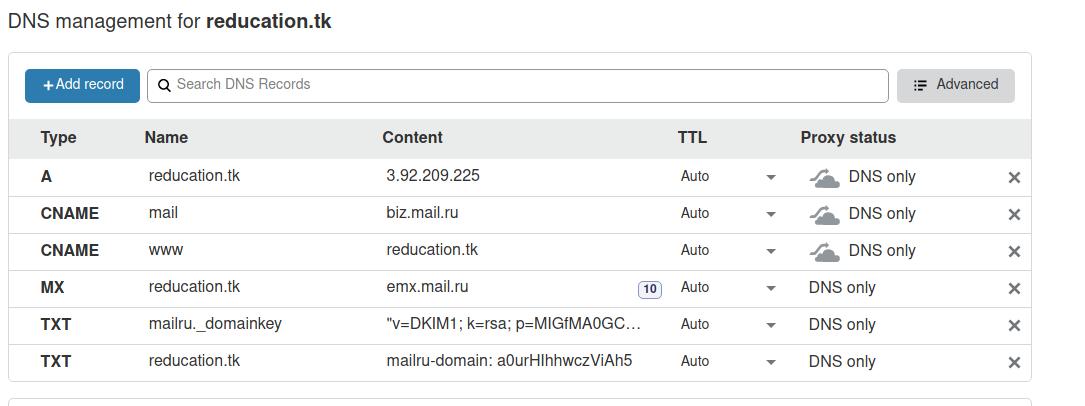 DNS management for reducation.tk
+Add record Search DNS Records Advanced
Type Name Content TTL Proxy status
A reducation.tk 3.92.209.225 Auto DNS only
CNAME mail biz.mail.ru Auto DNS only
CNAME www reducation.tk Auto DNS only
MX reducation.tk emx.mail.ru 10 Auto DNS only
TXT mailru._domainkey "v=DKIM1; k=rsa; p=MIGfMA0GC... Auto DNS only
TXT reducation.tk mailru-domain: a0urHIhhwczViAh5 Auto DNS only